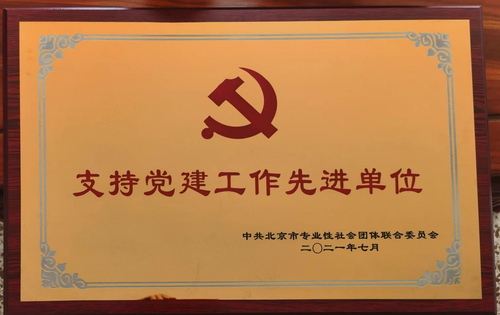 支持党建工作先进单位
中共北京市专业性社会团体联合委员会
二〇二一年七月